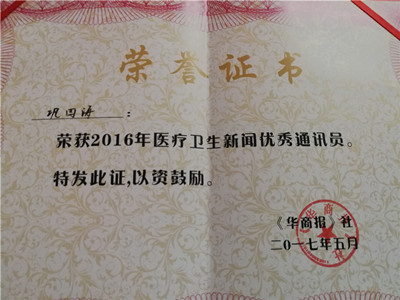 荣誉证书
巩固语：
荣获2016年医疗卫生新闻优秀通讯员。
特发此证,以资鼓励。
《华商报》社
二〇一七年五月